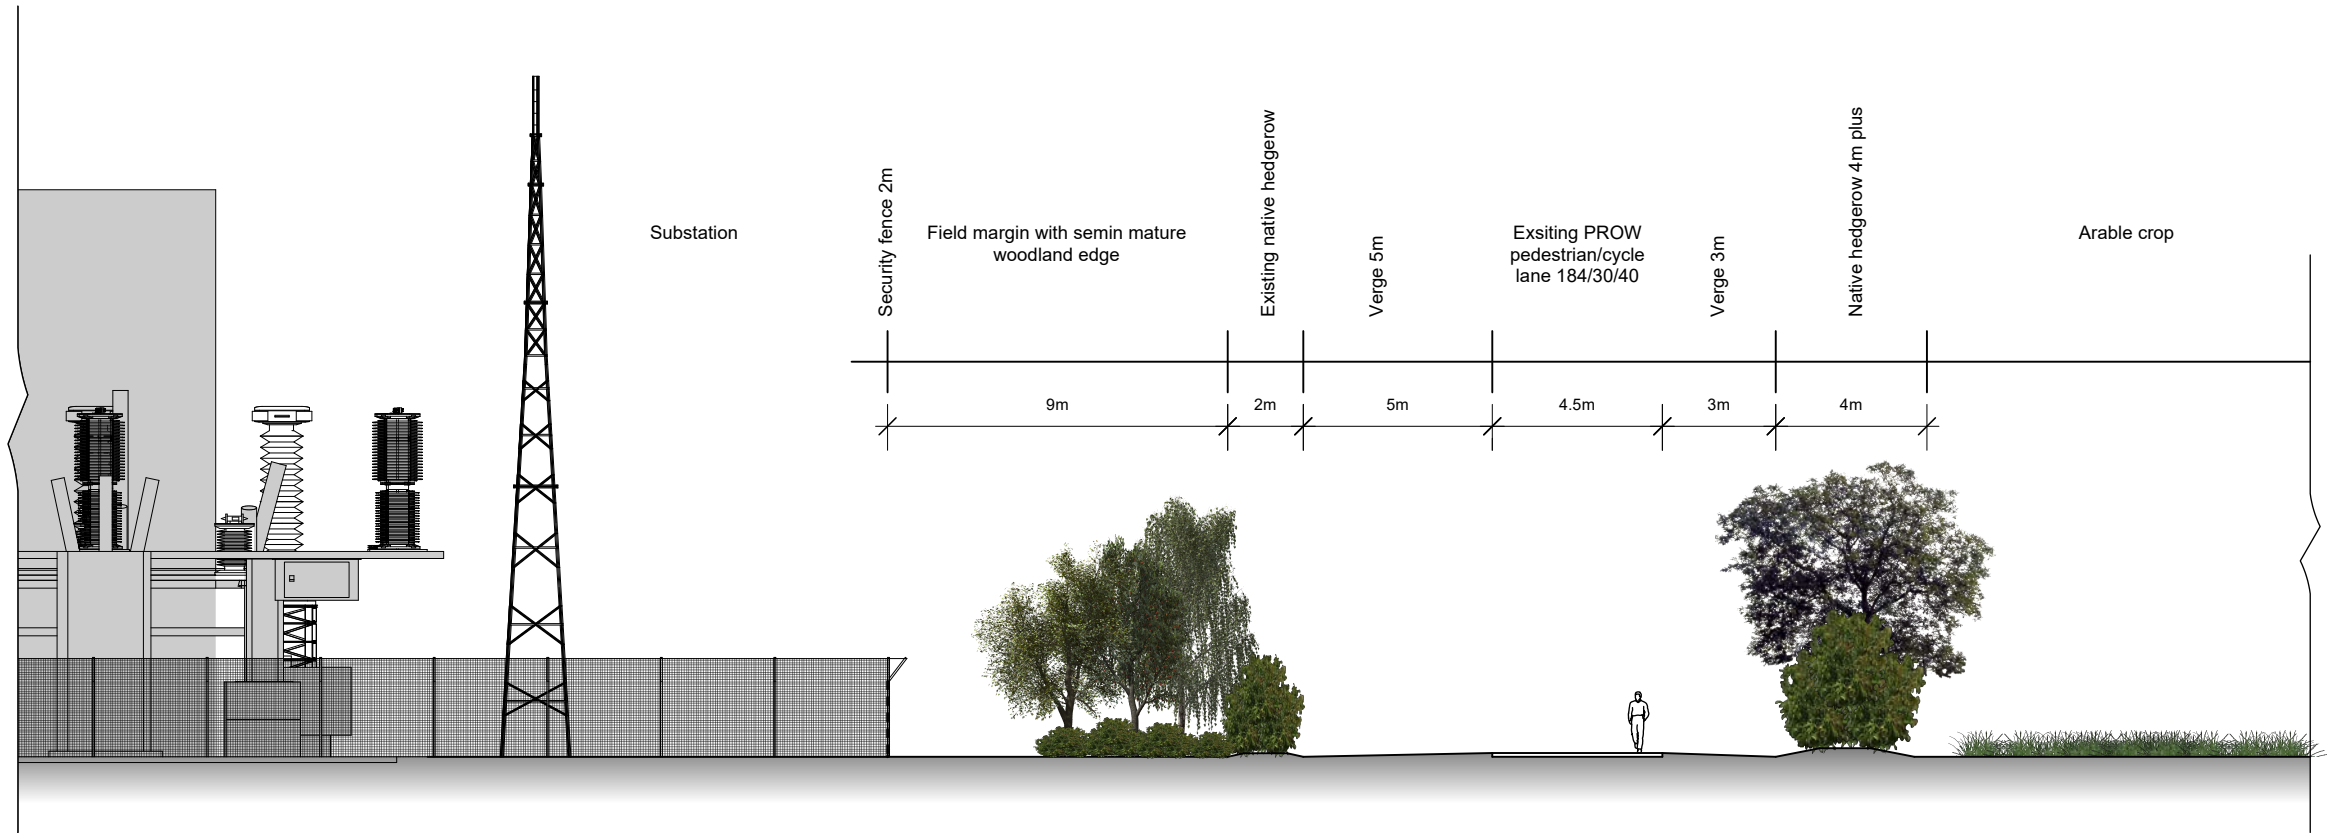 Substation
Security fence 2m
Field margin with semin mature
woodland edge
Existing native hedgerow
Verge 5m
Exsiting PROW
pedestrian/cycle
lane 184/30/40
Verge 3m
Native hedgerow 4m plus
Arable crop
9m
2m
5m
4.5m
3m
4m